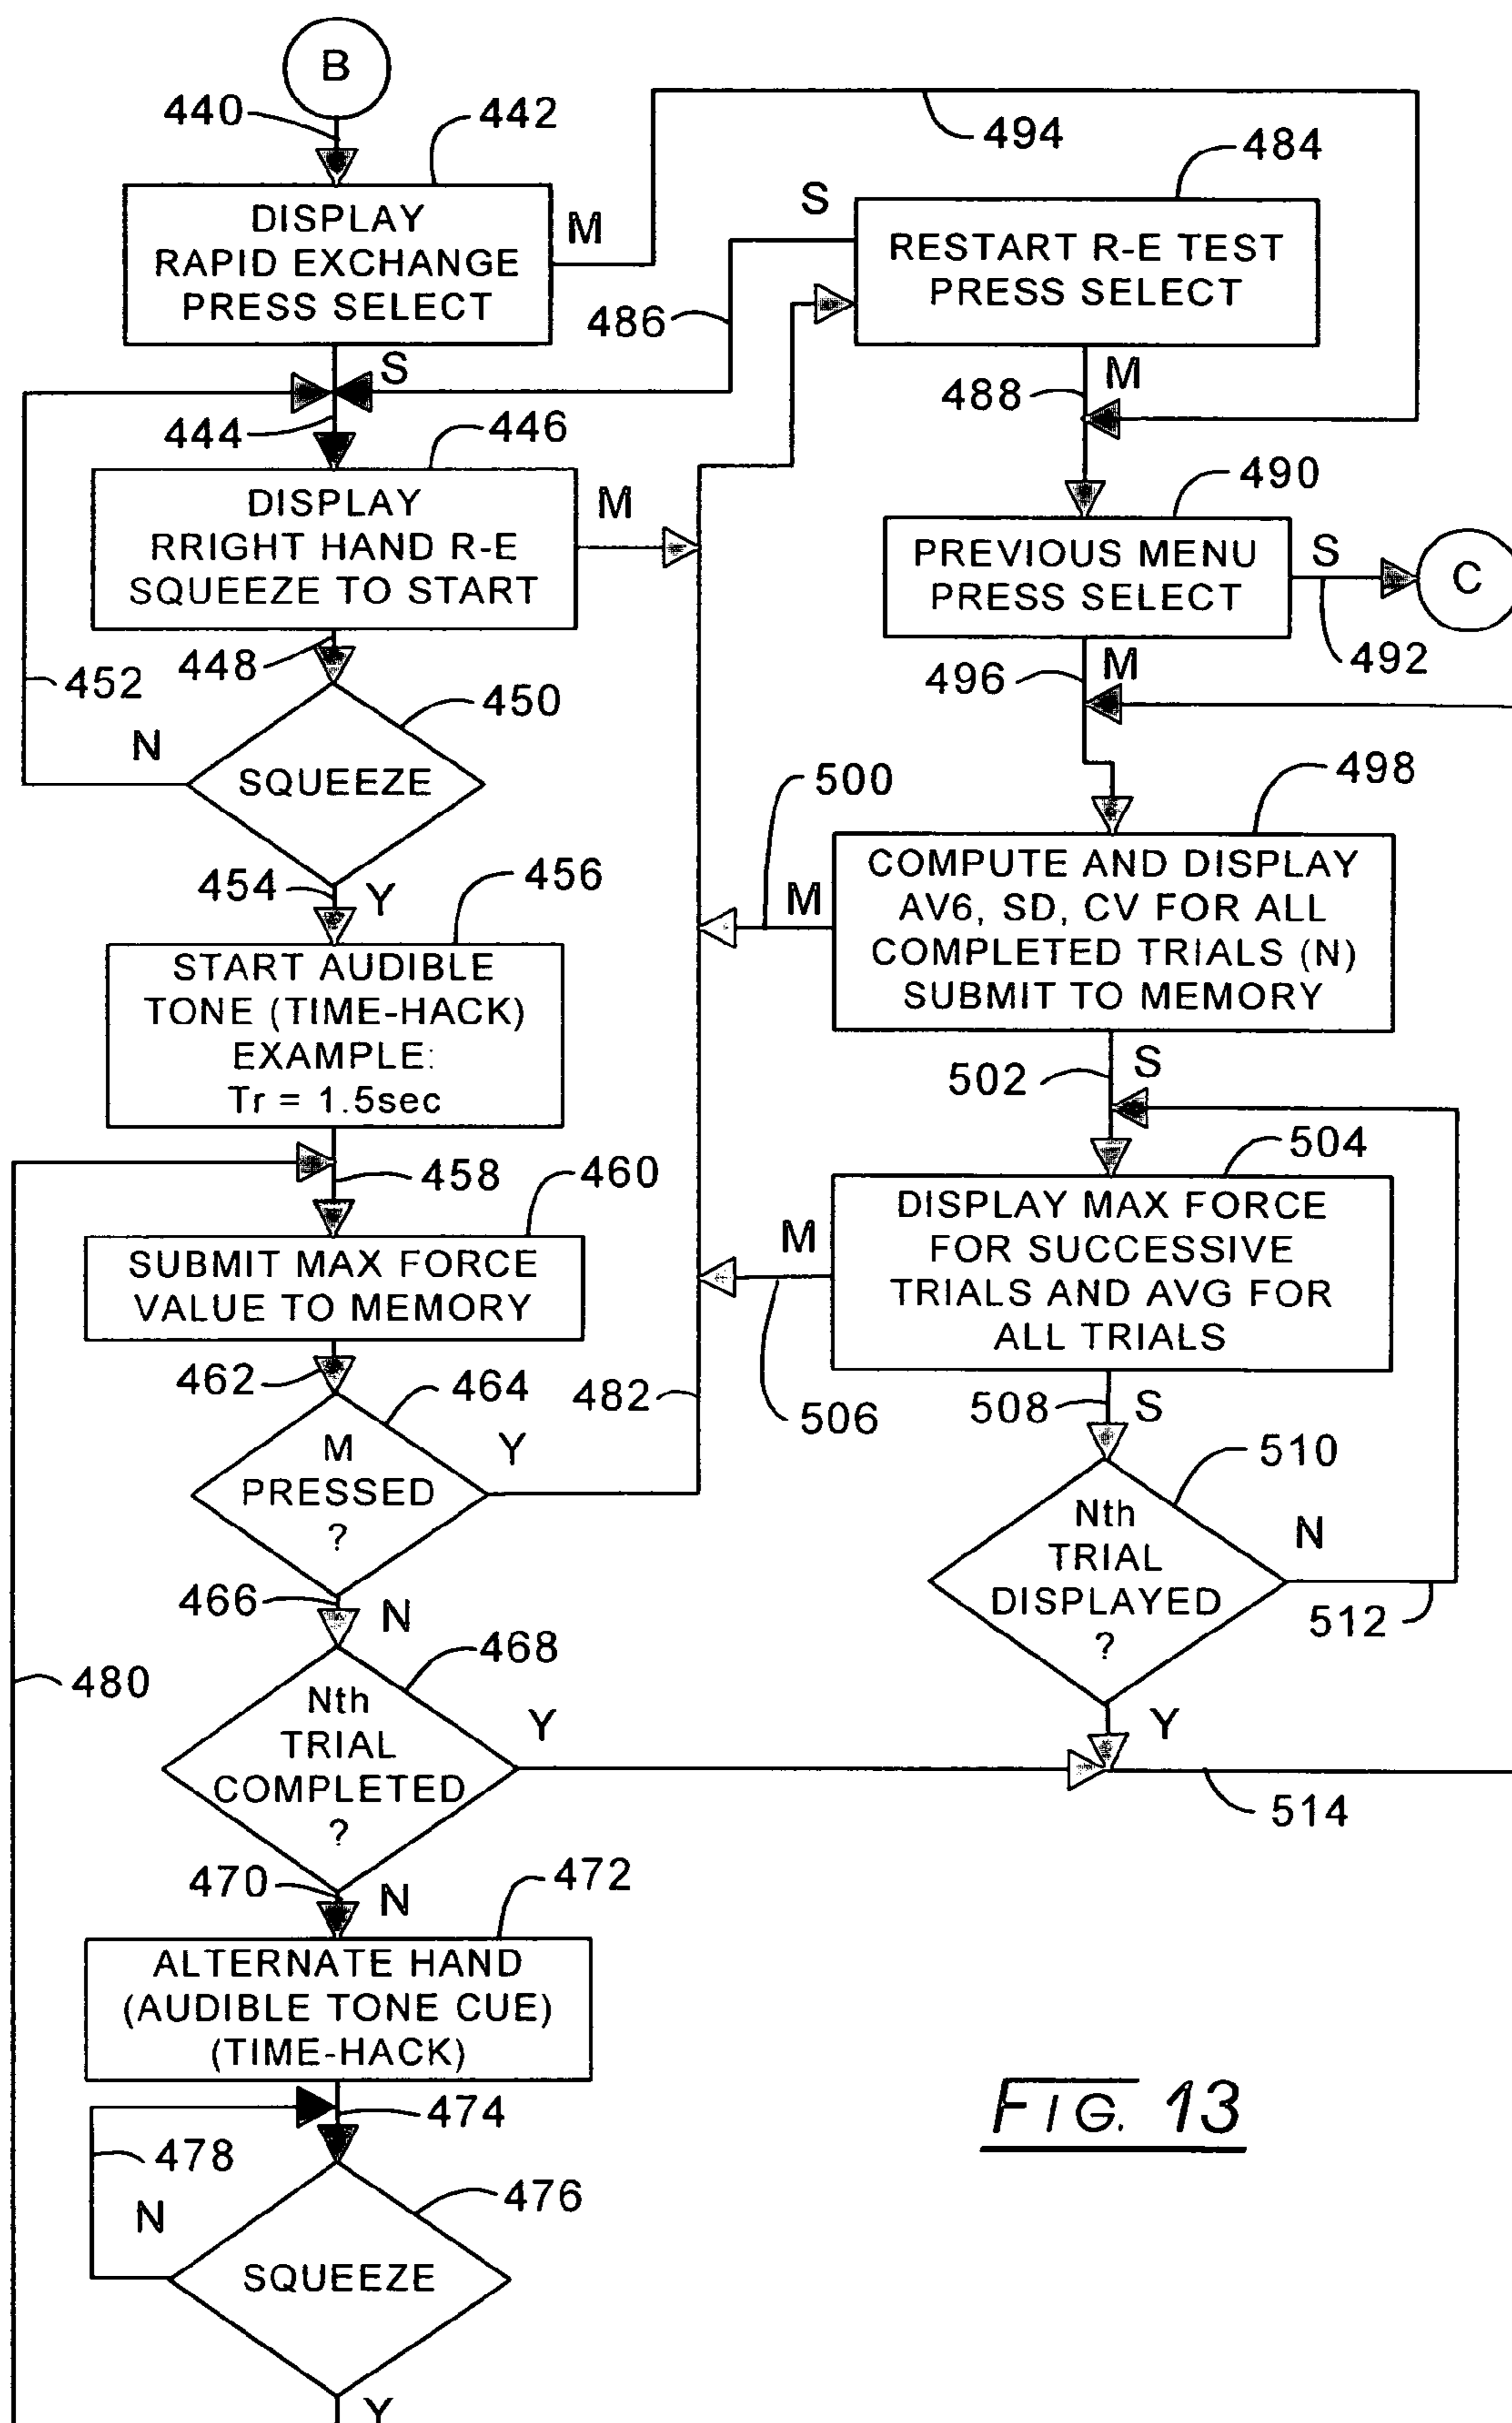 B
440
442
DISPLAY
RAPID EXCHANGE
PRESS SELECT
M
494
S
444
446
DISPLAY
RRIGHT HAND R-E
SQUEEZE TO START
M
448
452
450
N
SQUEEZE
454
Y
456
START AUDIBLE
TONE (TIME-HACK)
EXAMPLE:
Tr = 1.5sec
458
460
SUBMIT MAX FORCE
VALUE TO MEMORY
462
464
M
PRESSED
?
Y
482
466
N
468
480
Nth
TRIAL
COMPLETED
?
Y
470
N
472
ALTERNATE HAND
(AUDIBLE TONE CUE)
(TIME-HACK)
474
478
476
N
SQUEEZE
Y
484
S
RESTART R-E TEST
PRESS SELECT
486
488
M
490
PREVIOUS MENU
PRESS SELECT
S
C
492
496
M
498
500
M
COMPUTE AND DISPLAY
AV6, SD, CV FOR ALL
COMPLETED TRIALS (N)
SUBMIT TO MEMORY
502
S
504
M
DISPLAY MAX FORCE
FOR SUCCESSIVE
TRIALS AND AVG FOR
ALL TRIALS
506
508
S
510
Nth
TRIAL
DISPLAYED
?
N
512
Y
514
FIG. 13